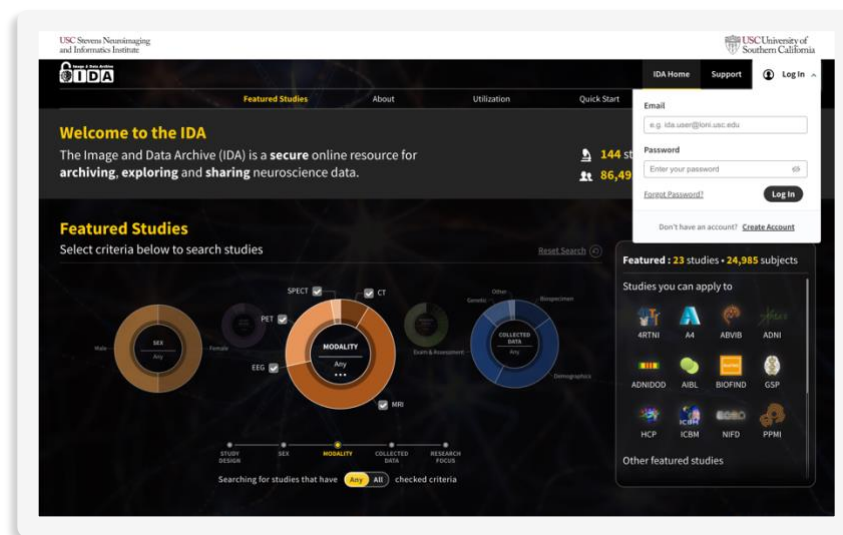 USC Stevens Neuroimaging
and Informatics Institute
USC University of
Southern California
Image & Data Archive
IDA
IDA Home
Support
Log In
Featured Studies
About
Utilization
Quick Start
Email
e.g. ida.user@loni.usc.edu
Password
Enter your password
Forgot Password?
Log In
Don't have an account? Create Account
Welcome to the IDA
The Image and Data Archive (IDA) is a secure online resource for
archiving, exploring and sharing neuroscience data.
144 st
86,49
Featured Studies
Select criteria below to search studies
Reset Search
SPECT
CT
PET
EEG
MRI
MODALITY
Any
Male
SEX
Any
Female
Other
Genetic
Biospecimen
COLLECTED
DATA
Any
Exam & Assessment
Demographics
STUDY
DESIGN
SEX
MODALITY
COLLECTED
DATA
RESEARCH
FOCUS
Searching for studies that have Any All checked criteria
Featured : 23 studies • 24,985 subjects
Studies you can apply to
4RTNI
A4
ABVIB
ADNI
ADNIDOD
AIBL
BIOFIND
GSP
HCP
ICBM
NIFD
PPMI
Other featured studies